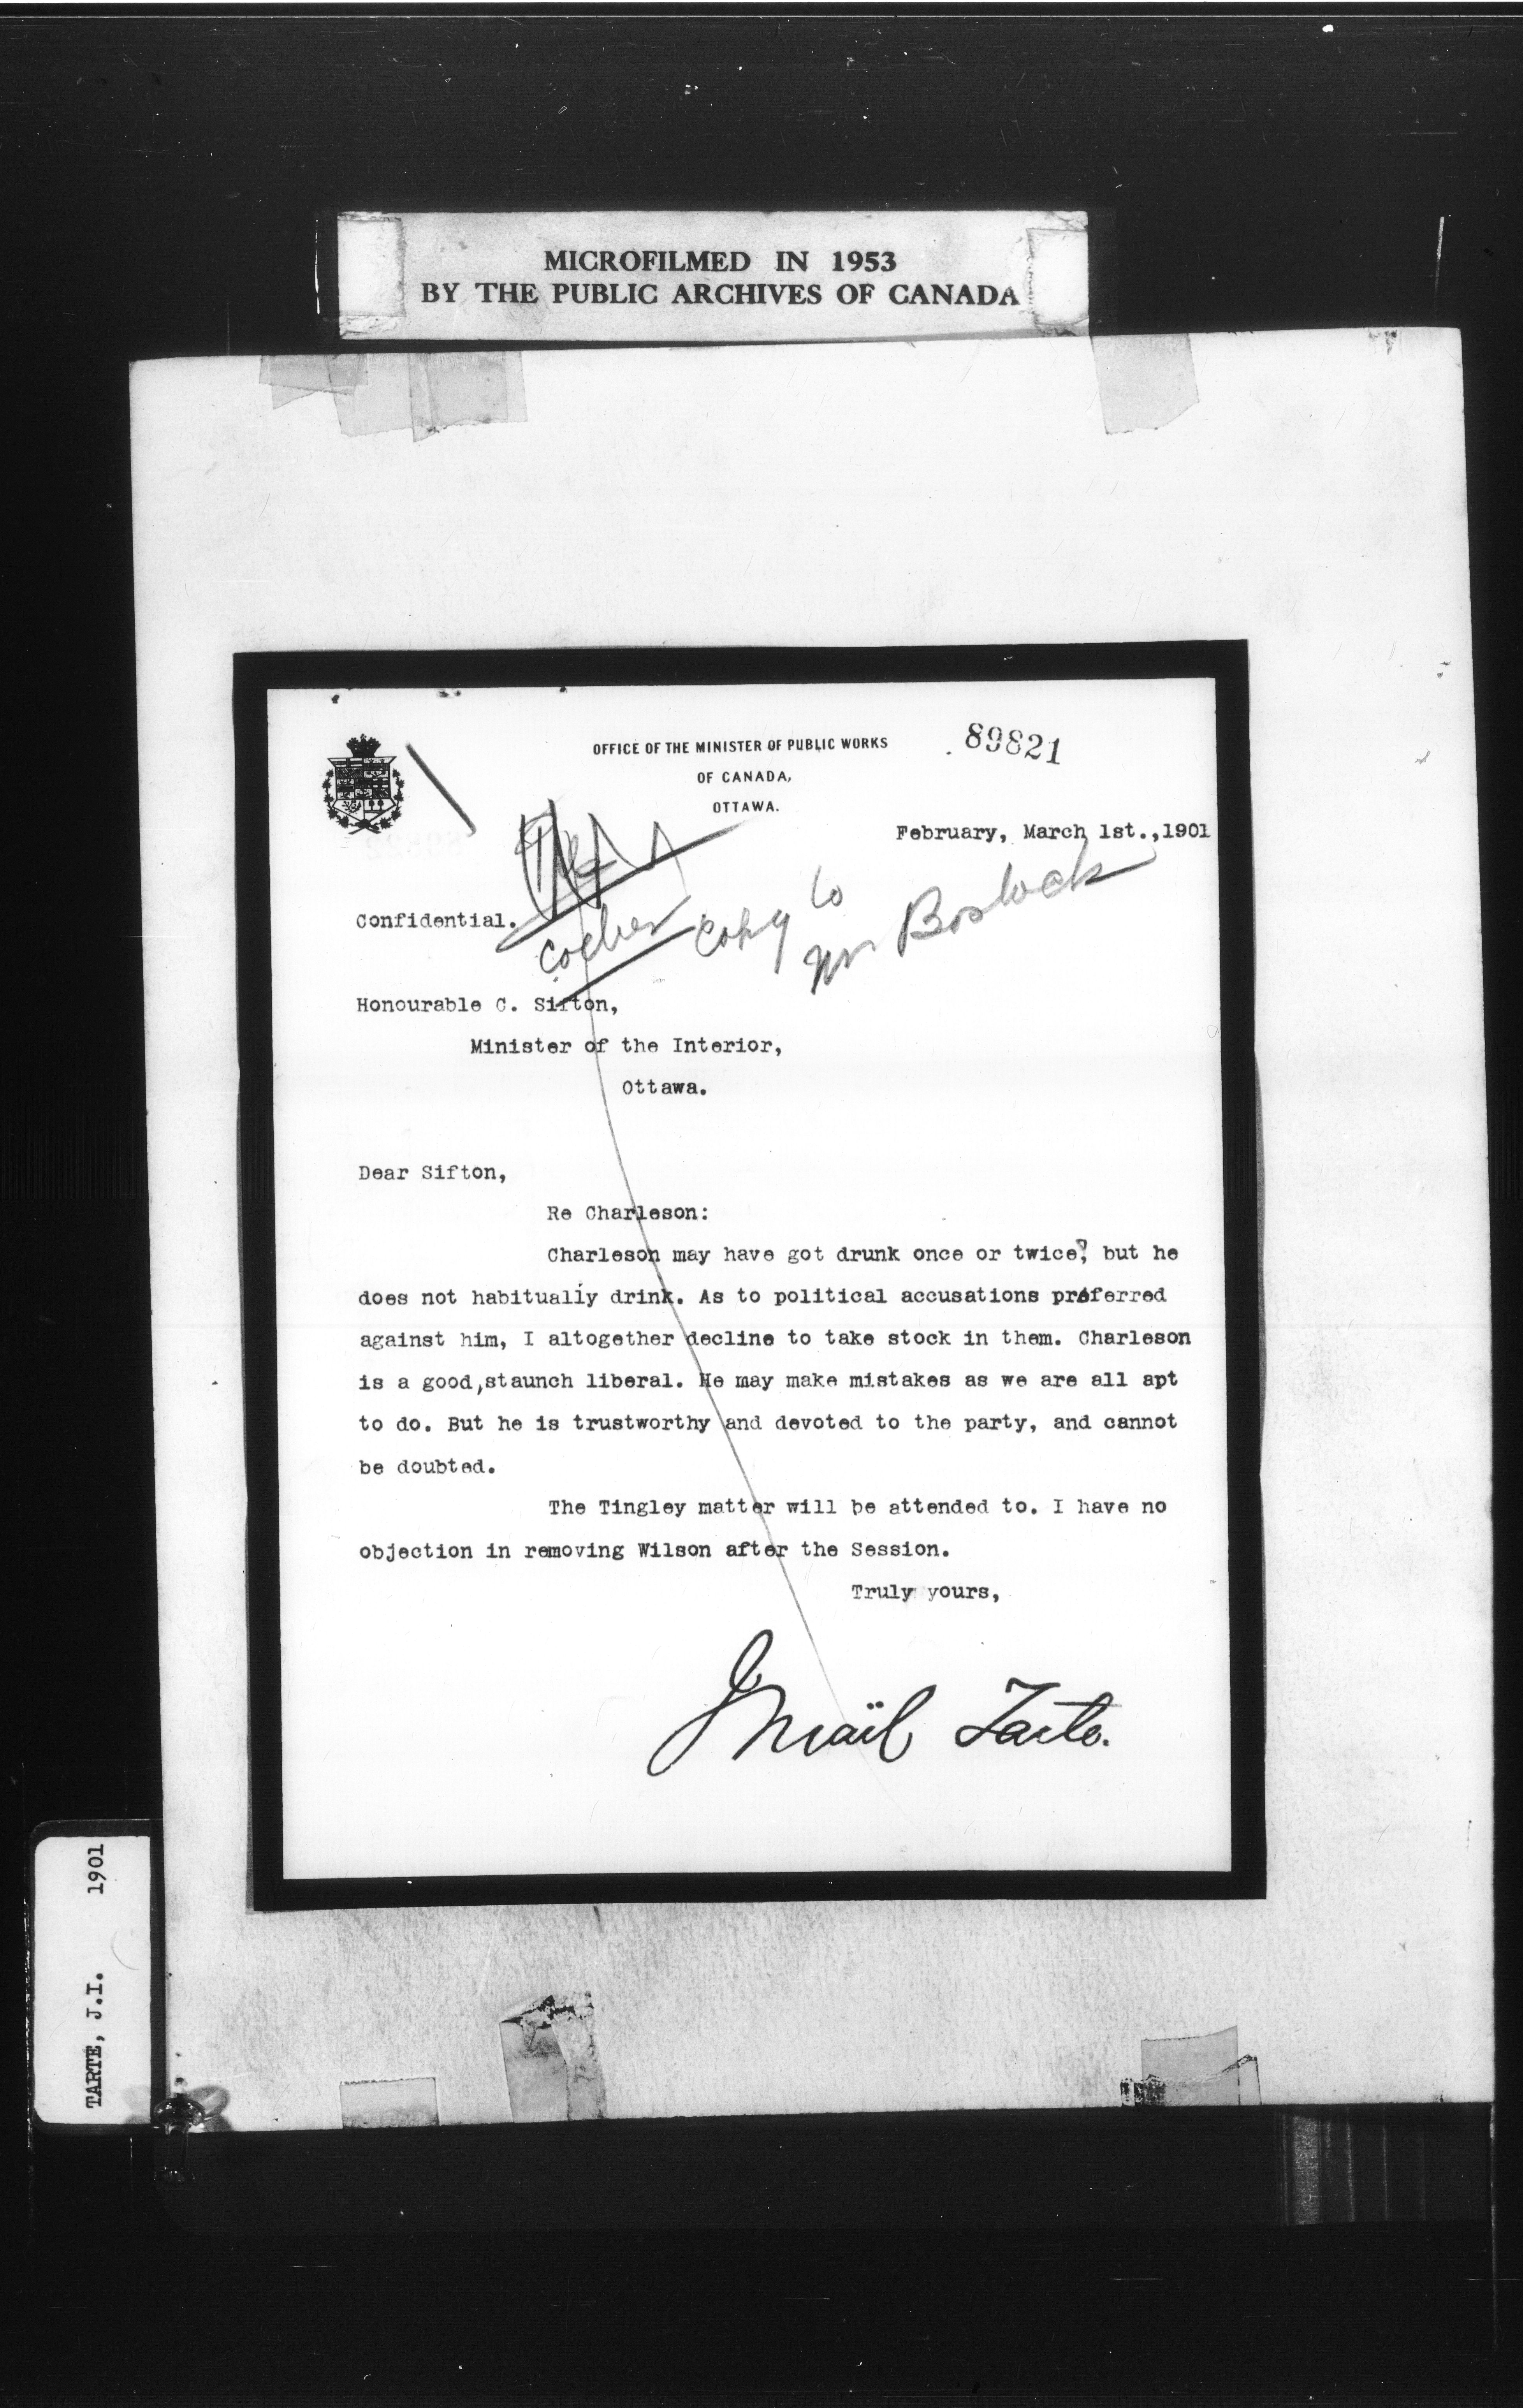 MICROFILMED IN 1953
BY THE PUBLIC ARCHIVES OF CANADA
OFFICE OF THE MINISTER OF PUBLIC WORKS
OF CANADA,
OTTAWA.
89821
February, March 1st.,1901
Confidential.
Copy to
Mr Bostock
Honourable C. Sifton,
Minister of the Interior,
Ottawa.
Dear Sifton,
Re Charleson:
Charleson may have got drunk once or twice, but he
does not habitually drink. As to political accusations preferred
against him, I altogether decline to take stock in them. Charleson
is a good,staunch liberal. He may make mistakes as we are all apt
to do. But he is trustworthy and devoted to the party, and cannot
be doubted.
The Tingley matter will be attended to. I have no
objection in removing Wilson after the Session.
Truly yours,
J Israël Tarte.
TARTE, J.I. 1901